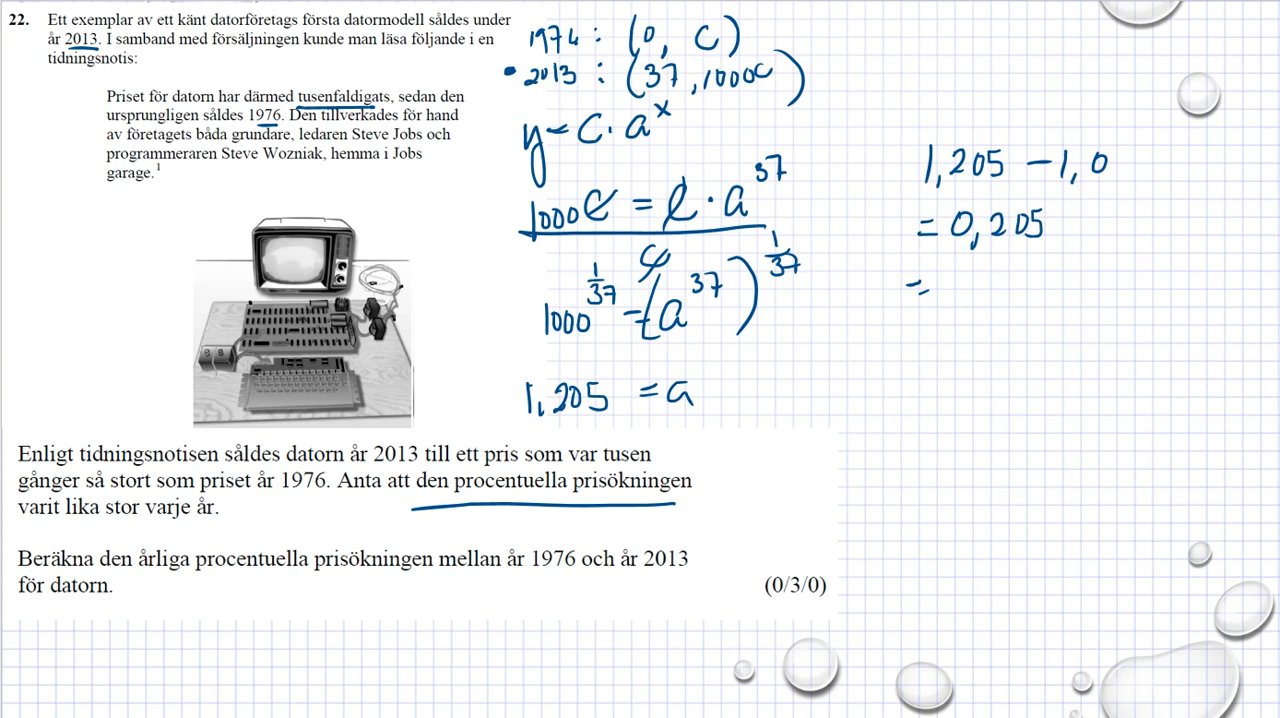 22. Ett exemplar av ett känt datorföretags första datormodell såldes under
år 2013. I samband med försäljningen kunde man läsa följande i en
tidningsnotis:
Priset för datorn har därmed tusenfaldigats, sedan den
ursprungligen såldes 1976. Den tillverkades för hand
av företagets båda grundare, ledaren Steve Jobs och
programmeraren Steve Wozniak, hemma i Jobs
garage.¹
Enligt tidningsnotisen såldes datorn år 2013 till ett pris som var tusen
gånger så stort som priset år 1976. Anta att den procentuella prisökningen
varit lika stor varje år.
Beräkna den årliga procentuella prisökningen mellan år 1976 och år 2013
för datorn.
(0/3/0)
1976 : (0, C)
• 2013 : (37, 1000C)
y = C · a^x
1000C = C · a^37
C
1000^(1/37) = (a^37)^(1/37)
1,205 = a
1,205 - 1,0
= 0,205
=